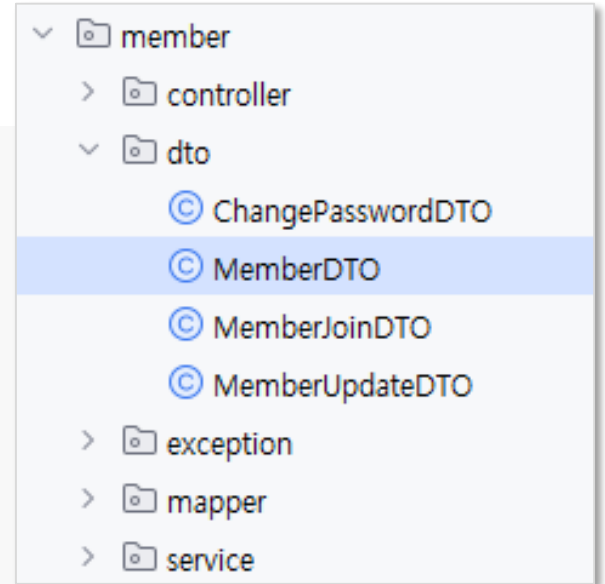 member
controller
dto
ChangePasswordDTO
MemberDTO
MemberJoinDTO
MemberUpdateDTO
exception
mapper
service